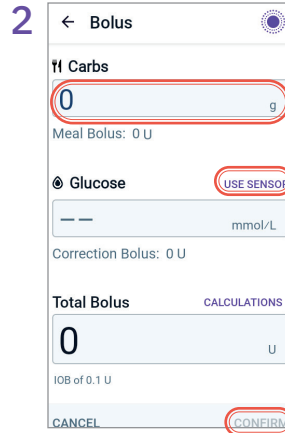 2
Bolus
Carbs
0 g
Meal Bolus: 0 U
Glucose USE SENSOR
-- mmol/L
Correction Bolus: 0 U
Total Bolus CALCULATIONS
0 U
IOB of 0.1 U
CANCEL CONFIRM